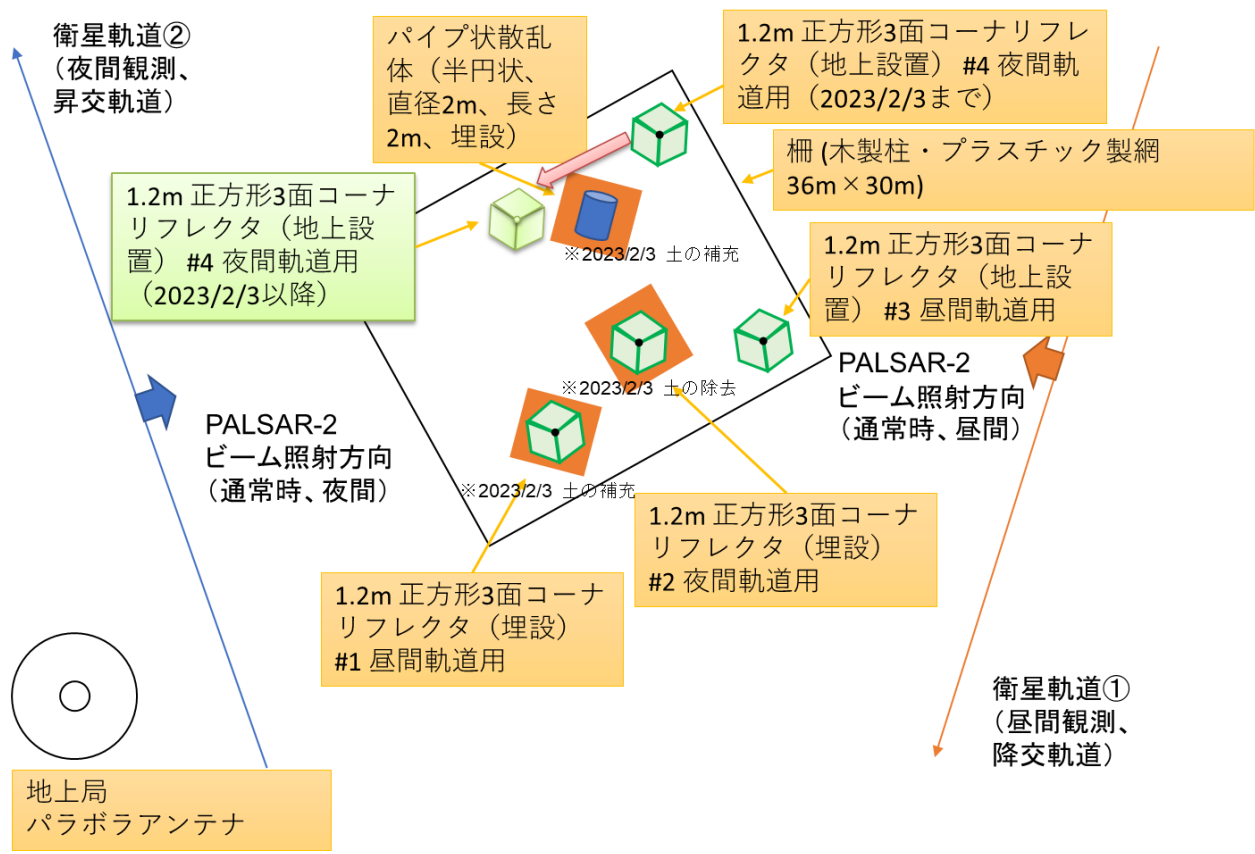 衛星軌道②
（夜間観測、
昇交軌道）
パイプ状散乱
体（半円状、
直径2m、長さ
2m、埋設）
1.2m 正方形3面コーナリフレ
クタ（地上設置） #4 夜間軌
道用（2023/2/3まで）
柵 (木製柱・プラスチック製網
36m×30m)
1.2m 正方形3面コーナ
リフレクタ（地上設
置） #4 夜間軌道用
（2023/2/3以降）
※2023/2/3 土の補充
1.2m 正方形3面コーナ
リフレクタ（地上設
置） #3 昼間軌道用
※2023/2/3 土の除去
PALSAR-2
ビーム照射方向
（通常時、昼間）
PALSAR-2
ビーム照射方向
（通常時、夜間）
※2023/2/3 土の補充
1.2m 正方形3面コーナ
リフレクタ（埋設）
#2 夜間軌道用
1.2m 正方形3面コーナ
リフレクタ（埋設）
#1 昼間軌道用
衛星軌道①
（昼間観測、
降交軌道）
地上局
パラボラアンテナ